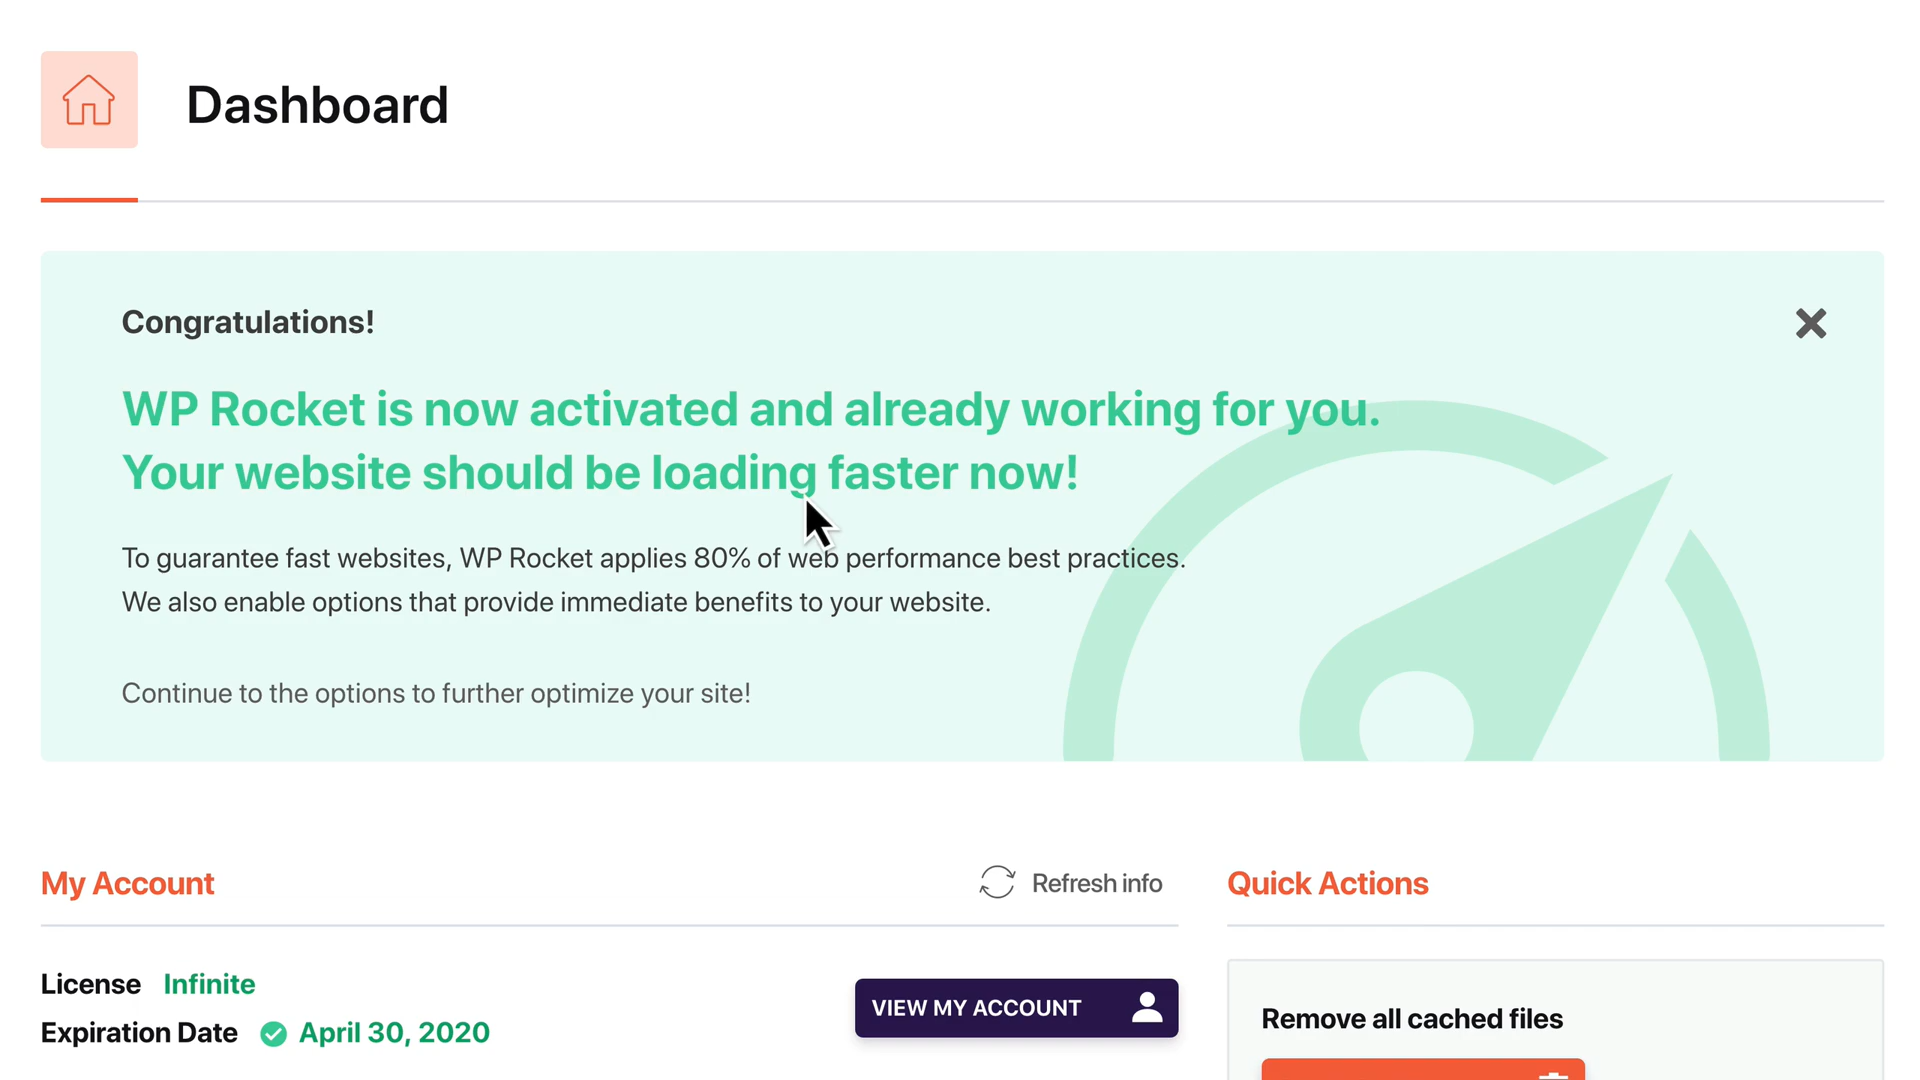 Dashboard
Congratulations!
WP Rocket is now activated and already working for you.
Your website should be loading faster now!
To guarantee fast websites, WP Rocket applies 80% of web performance best practices.
We also enable options that provide immediate benefits to your website.
Continue to the options to further optimize your site!
My Account
Refresh info
Quick Actions
License Infinite
VIEW MY ACCOUNT
Expiration Date April 30, 2020
Remove all cached files